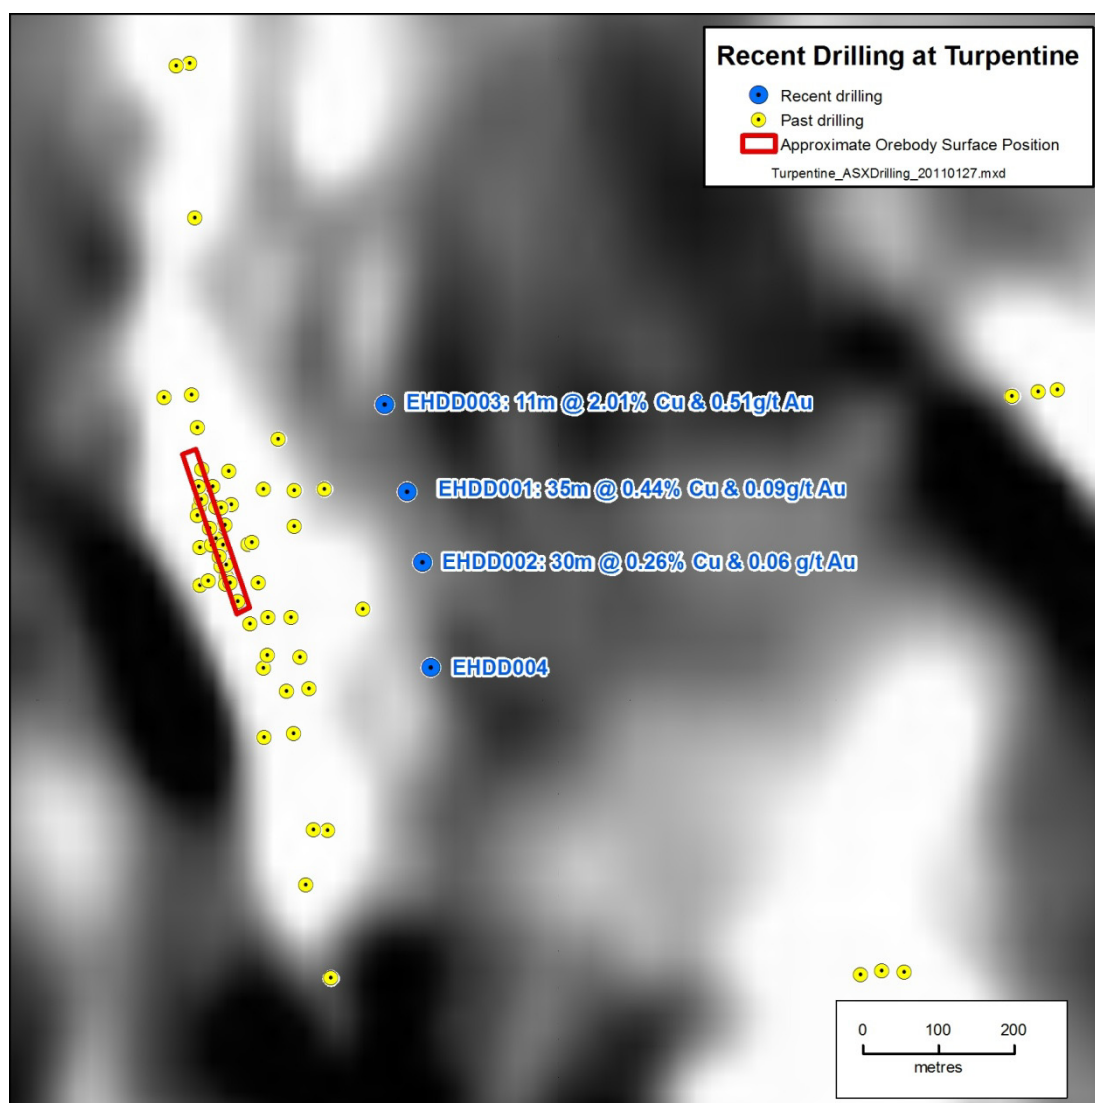 Recent Drilling at Turpentine
Recent drilling
Past drilling
Approximate Orebody Surface Position
Turpentine_ASXDrilling_20110127.mxd
EHDD003: 11m @ 2.01% Cu & 0.51g/t Au
EHDD001: 35m @ 0.44% Cu & 0.09g/t Au
EHDD002: 30m @ 0.26% Cu & 0.06 g/t Au
EHDD004
0 100 200
metres